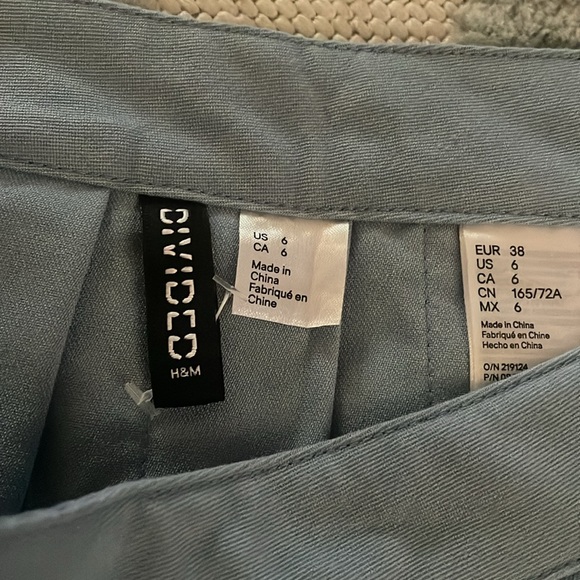 DIVIDED
H&M
US 6
CA 6
Made in
China
Fabriqué en
Chine
EUR 38
US 6
CA 6
CN 165/72A
MX 6
Made in China
Fabriqué en Chine
Hecho en China
O/N 219124
P/N